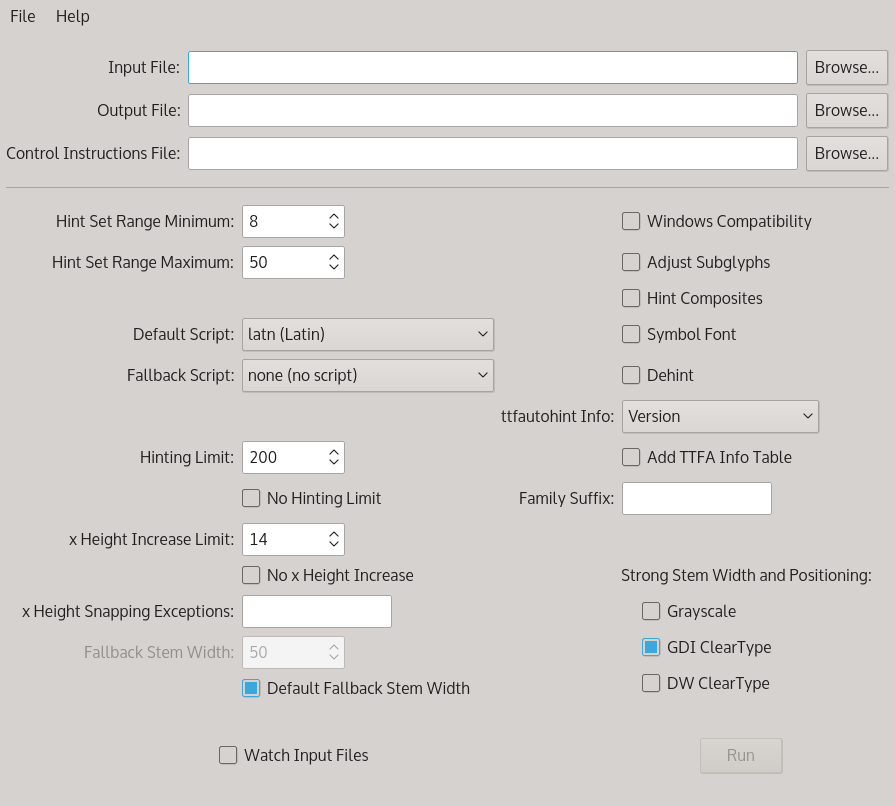 File Help
Input File: Browse...
Output File: Browse...
Control Instructions File: Browse...
Hint Set Range Minimum: 8 Windows Compatibility
Hint Set Range Maximum: 50 Adjust Subglyphs
Hint Composites
Default Script: latn (Latin) Symbol Font
Fallback Script: none (no script) Dehint
ttfautohint Info: Version
Hinting Limit: 200 Add TTFA Info Table
No Hinting Limit Family Suffix:
x Height Increase Limit: 14
No x Height Increase Strong Stem Width and Positioning:
x Height Snapping Exceptions: Grayscale
Fallback Stem Width: 50 GDI ClearType
Default Fallback Stem Width DW ClearType
Watch Input Files Run